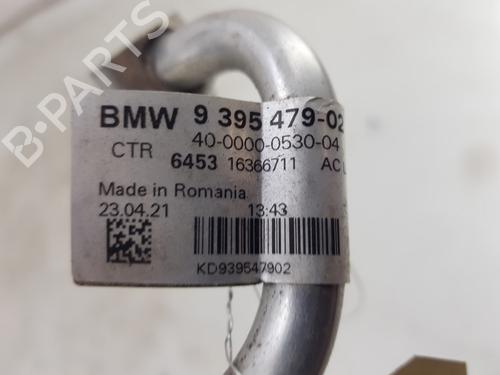 BMW 9 395 479-02
40-0000-0530-04
CTR 6453 16366711 AC L
Made in Romania
23.04.21 13:43
KD939547902
B-PARTS